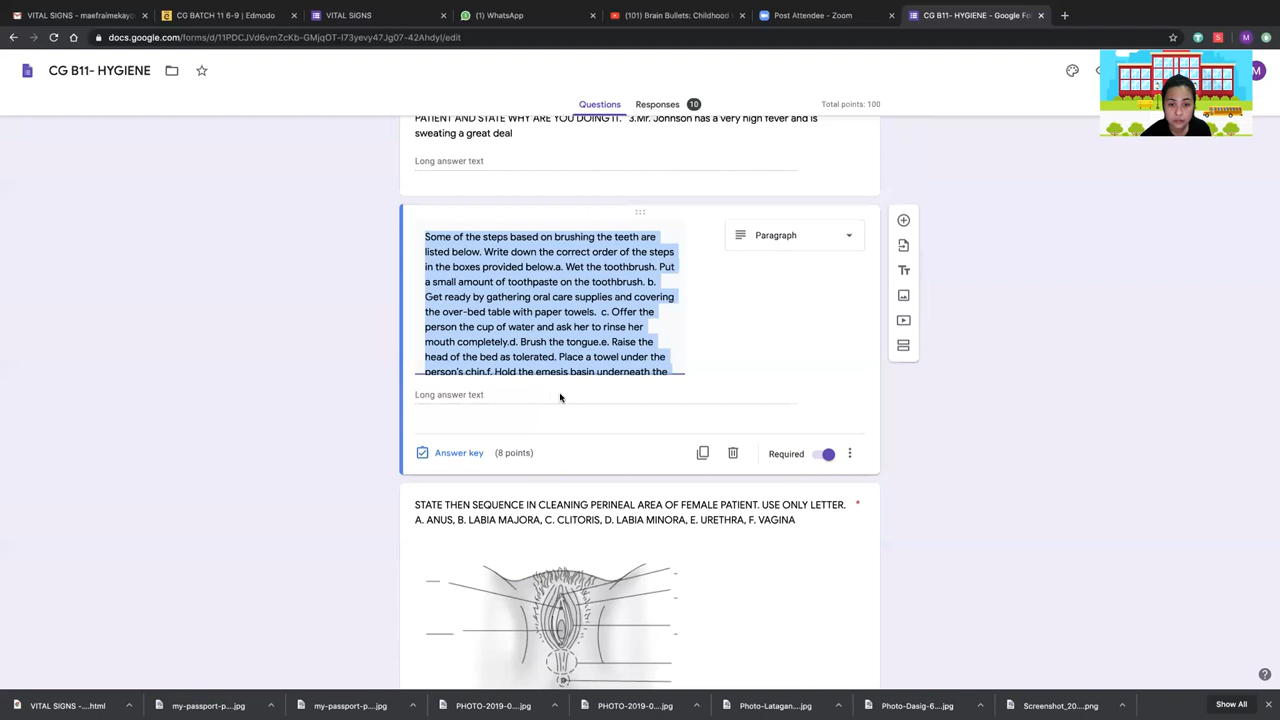 VITAL SIGNS - maefraimekayo
CG BATCH 11 6-9 | Edmodo
VITAL SIGNS
(1) WhatsApp
(101) Brain Bullets: Childhood
Post Attendee - Zoom
CG B11- HYGIENE - Google Fo
docs.google.com/forms/d/11PDCJVd6vmZcKb-GMjqOT-I73yevy47Jg07-42AhdyI/edit
CG B11- HYGIENE
M
Questions
Responses 10
Total points: 100
PATIENT AND STATE WHY ARE YOU DOING IT. 3.Mr. Johnson has a very high fever and is
sweating a great deal
Long answer text
Some of the steps based on brushing the teeth are
listed below. Write down the correct order of the steps
in the boxes provided below.a. Wet the toothbrush. Put
a small amount of toothpaste on the toothbrush. b.
Get ready by gathering oral care supplies and covering
the over-bed table with paper towels. c. Offer the
person the cup of water and ask her to rinse her
mouth completely.d. Brush the tongue.e. Raise the
head of the bed as tolerated. Place a towel under the
person's chin.f. Hold the emesis basin underneath the
Paragraph
Long answer text
Answer key (8 points)
Required
STATE THEN SEQUENCE IN CLEANING PERINEAL AREA OF FEMALE PATIENT. USE ONLY LETTER. *
A. ANUS, B. LABIA MAJORA, C. CLITORIS, D. LABIA MINORA, E. URETHRA, F. VAGINA
VITAL SIGNS -....html
my-passport-p....jpg
my-passport-p....jpg
PHOTO-2019-0....jpg
PHOTO-2019-0....jpg
Photo-Latagan....jpg
Photo-Dasig-6....jpg
Screenshot_20....png
Show All